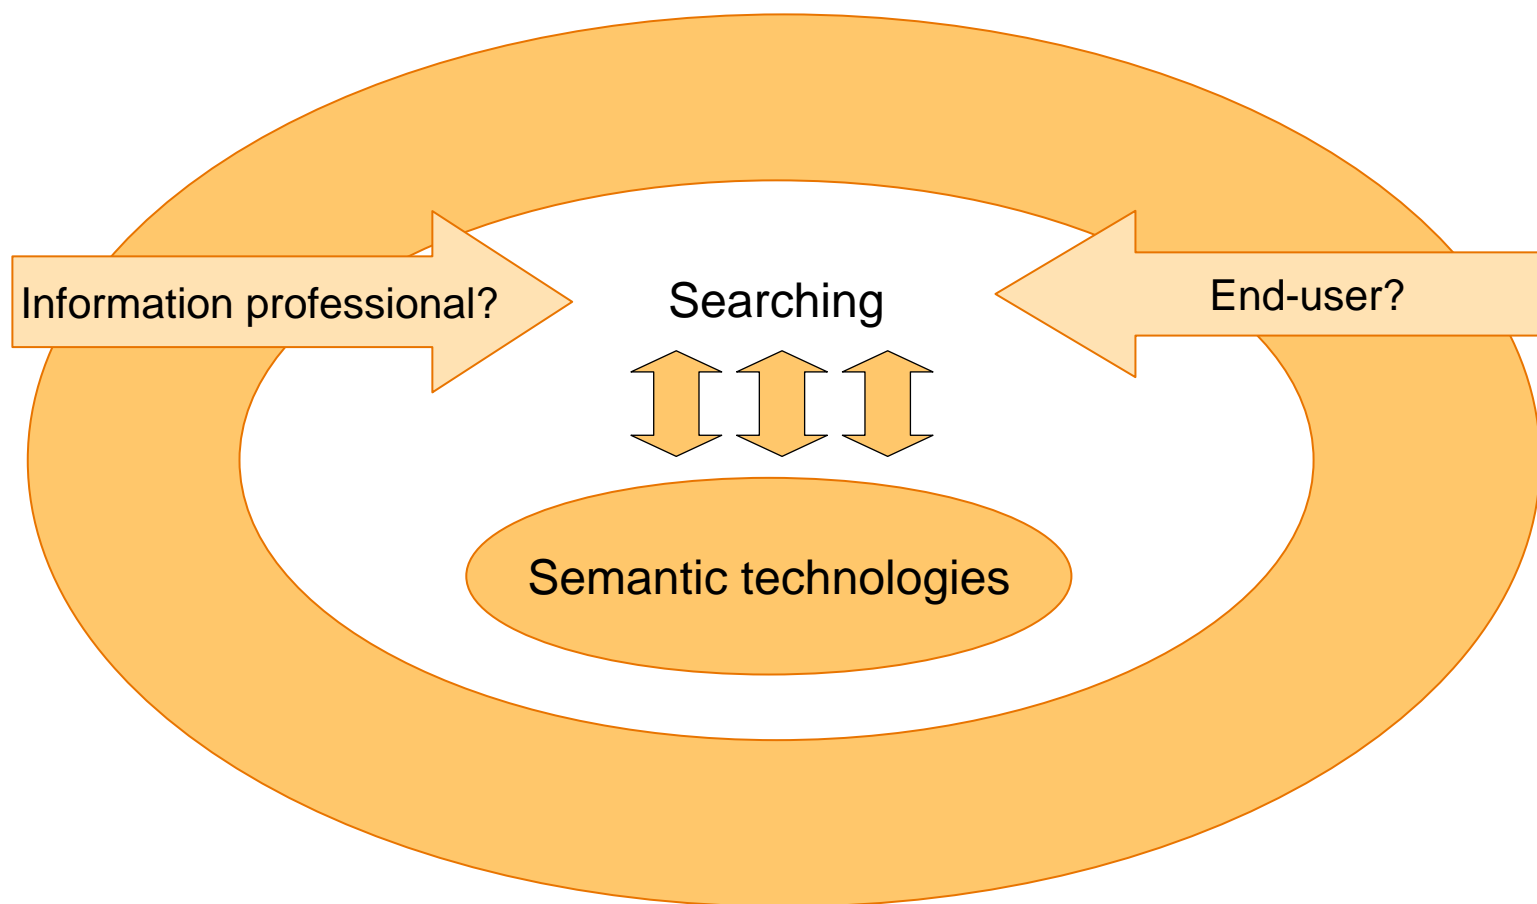 Information professional?
Searching
End-user?
Semantic technologies